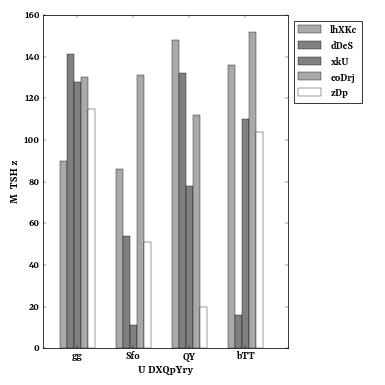 160
140
120
100
80
60
40
20
0
M TSH z
gg
Sfo
QY
bTT
U DXQpYry
lhXKc
dDcS
xkU
coDrj
zDp